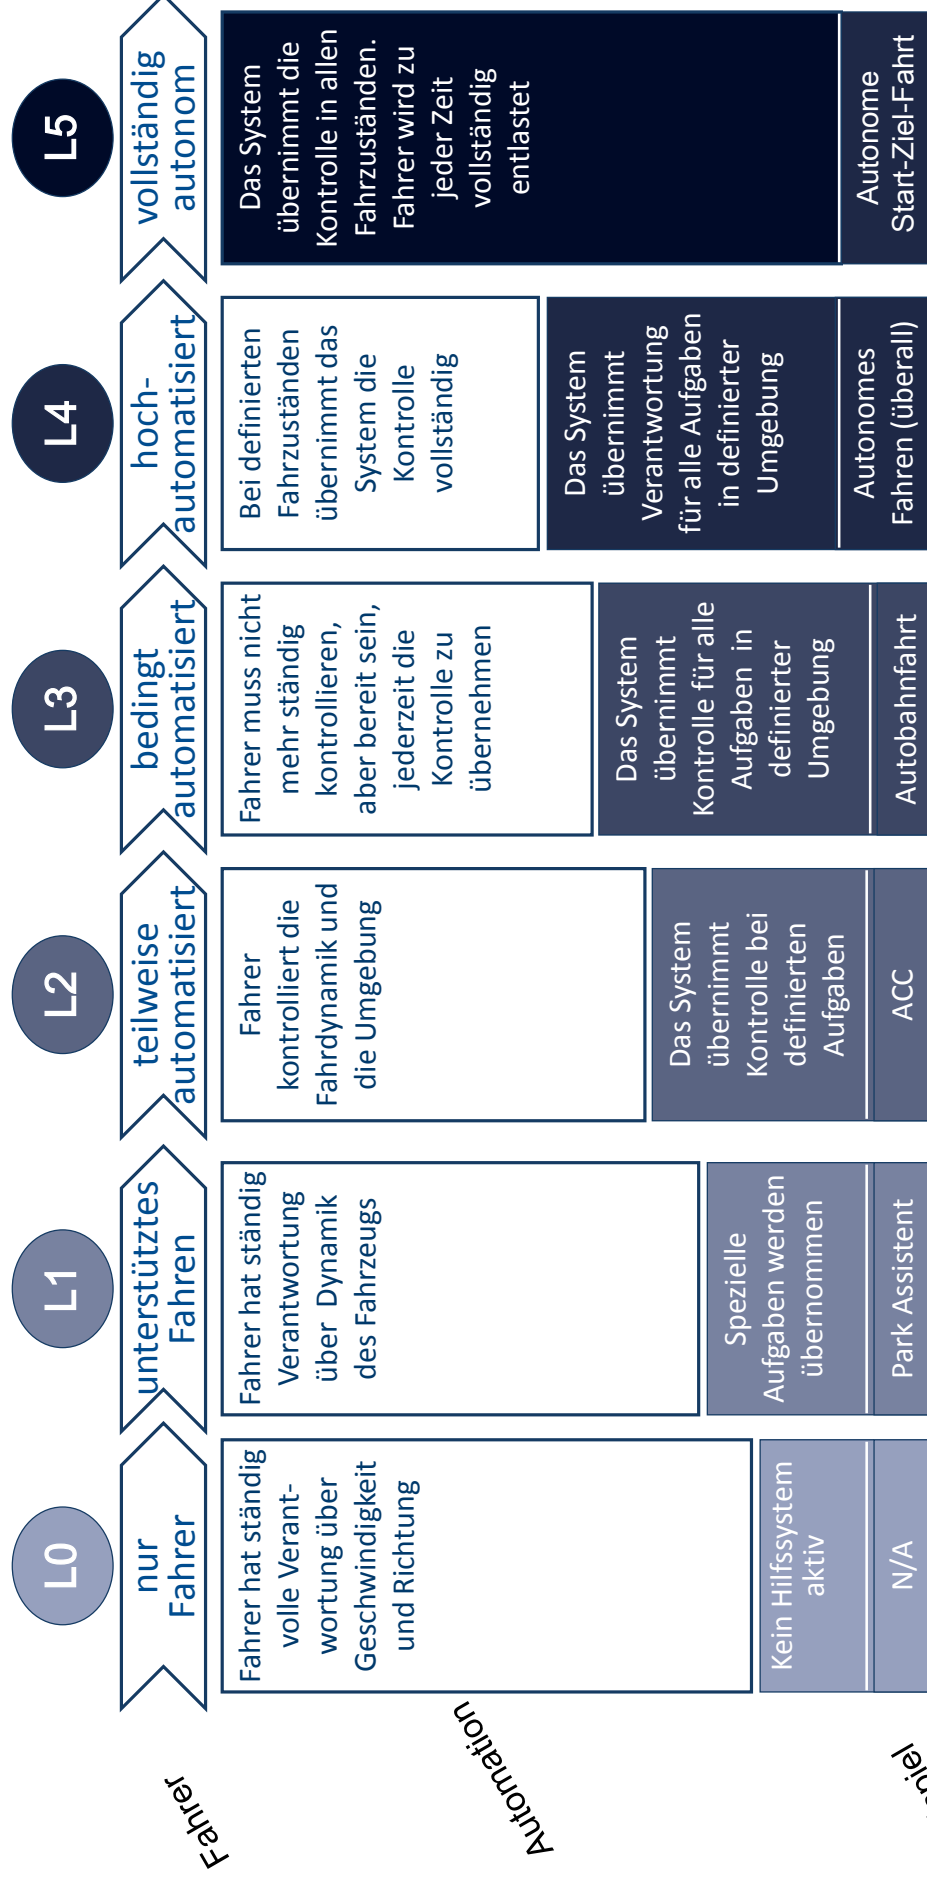 Fahrer
Automation
L0
nur
Fahrer
Fahrer hat ständig
volle Verant-
wortung über
Geschwindigkeit
und Richtung
Kein Hilfssystem
aktiv
N/A
L1
unterstütztes
Fahren
Fahrer hat ständig
Verantwortung
über Dynamik
des Fahrzeugs
Spezielle
Aufgaben werden
übernommen
Park Assistent
L2
teilweise
automatisiert
Fahrer
kontrolliert die
Fahrdynamik und
die Umgebung
Das System
übernimmt
Kontrolle bei
definierten
Aufgaben
ACC
L3
bedingt
automatisiert
Fahrer muss nicht
mehr ständig
kontrollieren,
aber bereit sein,
jederzeit die
Kontrolle zu
übernehmen
Das System
übernimmt
Kontrolle für alle
Aufgaben in
definierter
Umgebung
Autobahnfahrt
L4
hoch-
automatisiert
Bei definierten
Fahrzuständen
übernimmt das
System die
Kontrolle
vollständig
Das System
übernimmt
Verantwortung
für alle Aufgaben
in definierter
Umgebung
Autonomes
Fahren (überall)
L5
vollständig
autonom
Das System
übernimmt die
Kontrolle in allen
Fahrzuständen.
Fahrer wird zu
jeder Zeit
vollständig
entlastet
Autonome
Start-Ziel-Fahrt